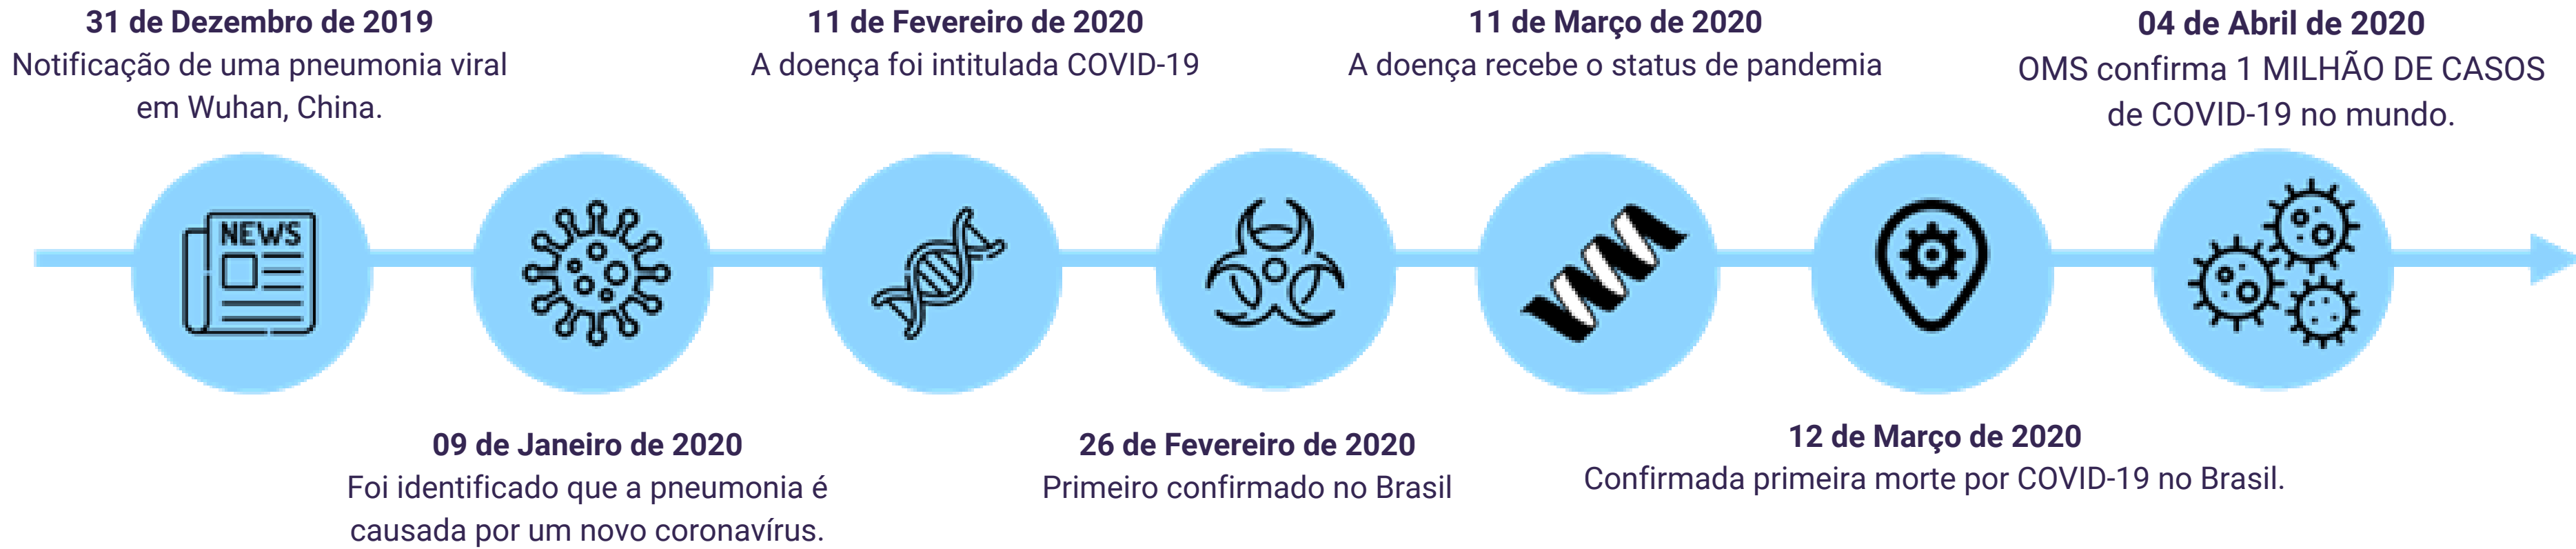 31 de Dezembro de 2019
Notificação de uma pneumonia viral
em Wuhan, China.
11 de Fevereiro de 2020
A doença foi intitulada COVID-19
11 de Março de 2020
A doença recebe o status de pandemia
04 de Abril de 2020
OMS confirma 1 MILHÃO DE CASOS
de COVID-19 no mundo.
NEWS
09 de Janeiro de 2020
Foi identificado que a pneumonia é
causada por um novo coronavírus.
26 de Fevereiro de 2020
Primeiro confirmado no Brasil
12 de Março de 2020
Confirmada primeira morte por COVID-19 no Brasil.